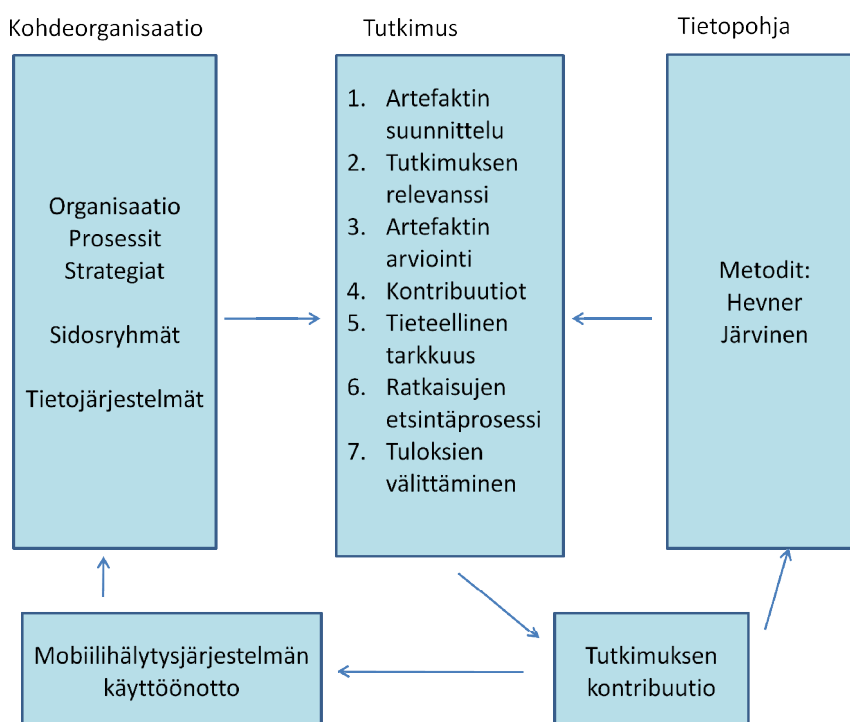 Kohdeorganisaatio
Organisaatio
Prosessit
Strategiat
Sidosryhmät
Tietojärjestelmät
Tutkimus
1. Artefaktin
suunnittelu
2. Tutkimuksen
relevanssi
3. Artefaktin
arviointi
4. Kontribuutiot
5. Tieteellinen
tarkkuus
6. Ratkaisujen
etsintäprosessi
7. Tuloksien
välittäminen
Tietopohja
Metodit:
Hevner
Järvinen
Mobiilihälytysjärjestelmän
käyttöönotto
Tutkimuksen
kontribuutio